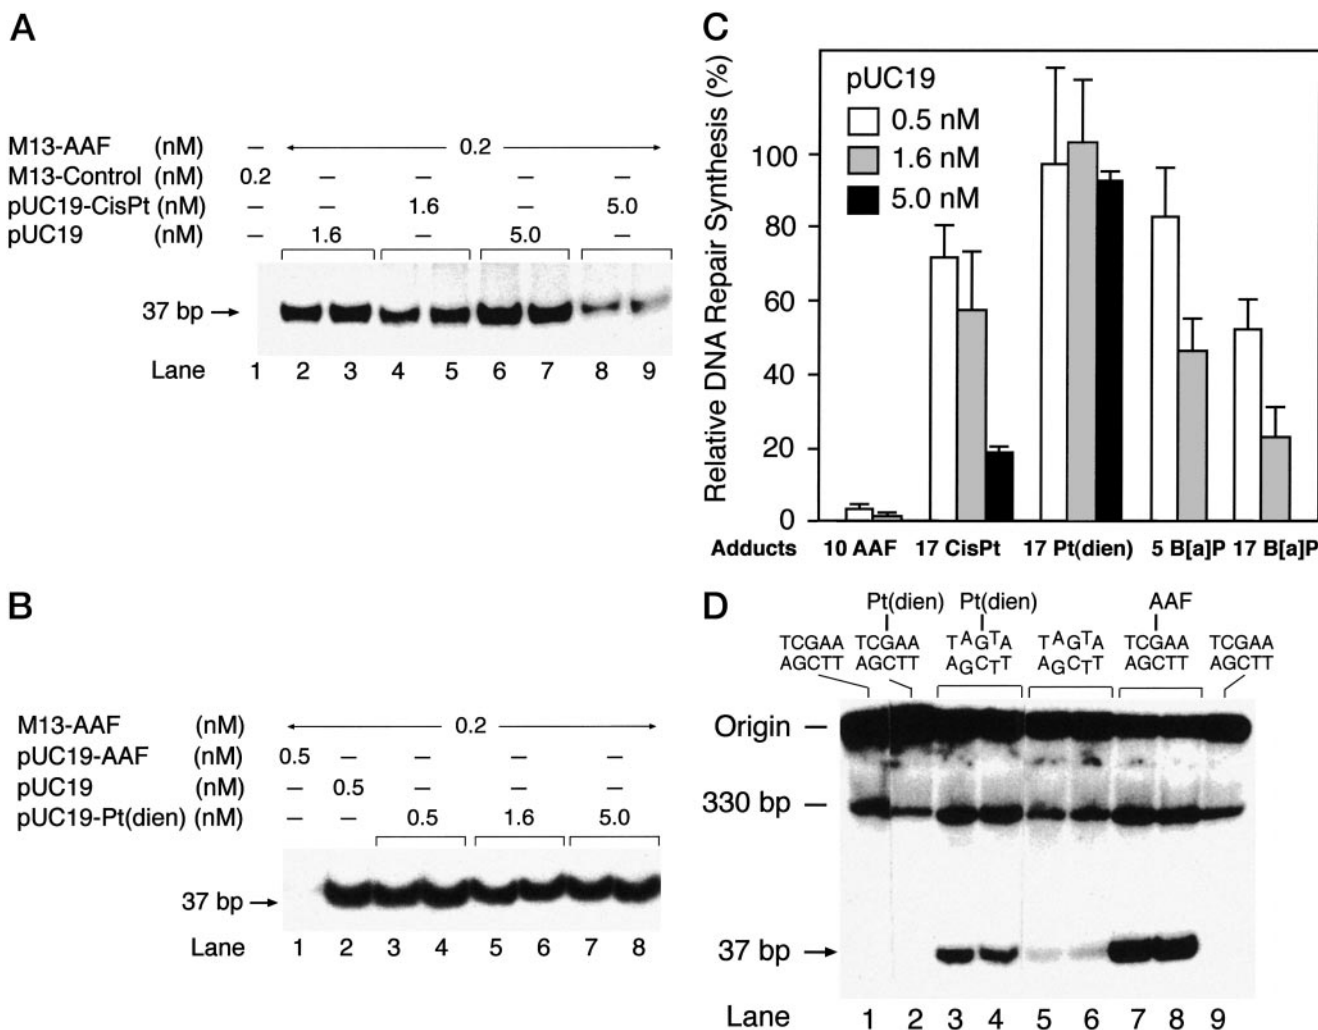 A
M13-AAF (nM) – 0.2
M13-Control (nM) 0.2 – – – –
pUC19-CisPt (nM) – – 1.6 – 5.0
pUC19 (nM) – 1.6 – 5.0 –
37 bp
Lane 1 2 3 4 5 6 7 8 9
B
M13-AAF (nM) 0.2
pUC19-AAF (nM) 0.5 – – – –
pUC19 (nM) – 0.5 – – –
pUC19-Pt(dien) (nM) – – 0.5 1.6 5.0
37 bp
Lane 1 2 3 4 5 6 7 8
C
Relative DNA Repair Synthesis (%)
pUC19
0.5 nM
1.6 nM
5.0 nM
100
80
60
40
20
0
Adducts 10 AAF 17 CisPt 17 Pt(dien) 5 B[a]P 17 B[a]P
D
Pt(dien) Pt(dien) AAF
TCGAA TCGAA TAGTA TAGTA TCGAA TCGAA
AGCTT AGCTT AGCTT AGCTT AGCTT AGCTT
Origin
330 bp
37 bp
Lane 1 2 3 4 5 6 7 8 9